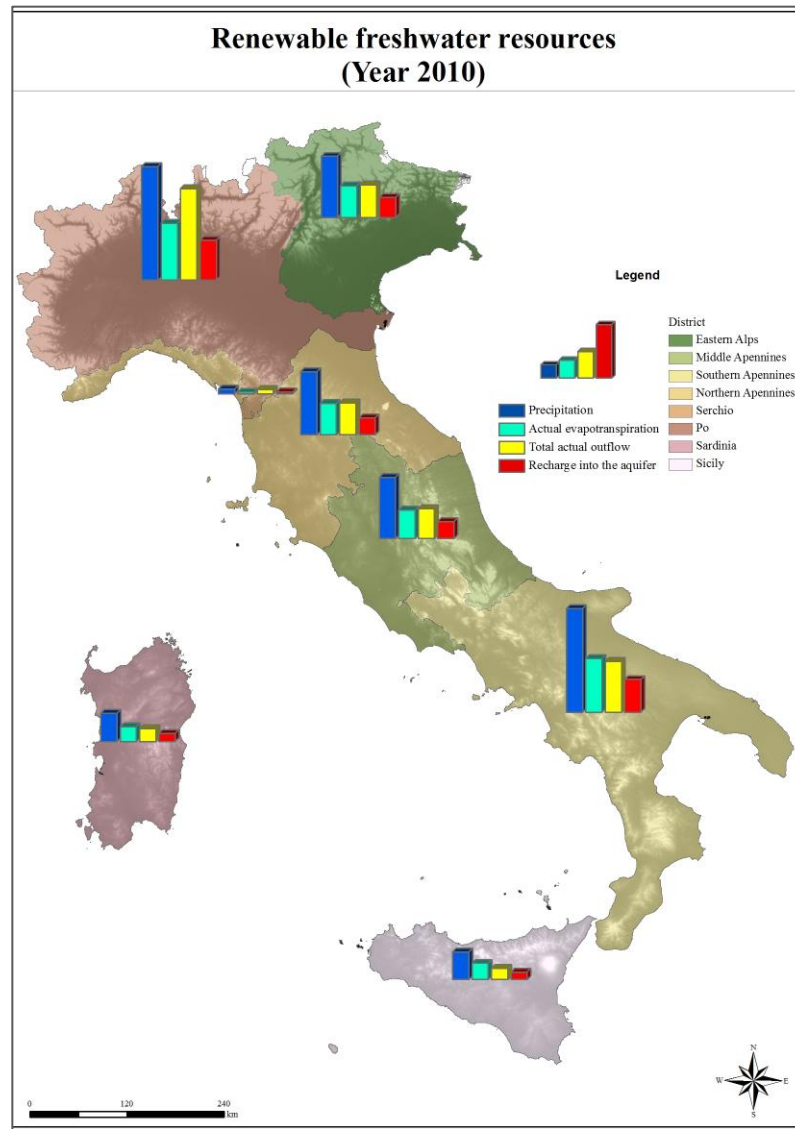 Renewable freshwater resources
(Year 2010)
Legend
Precipitation
Actual evapotranspiration
Total actual outflow
Recharge into the aquifer
District
Eastern Alps
Middle Apennines
Southern Apennines
Northern Apennines
Serchio
Po
Sardinia
Sicily
0 120 240
km
N
W E
S